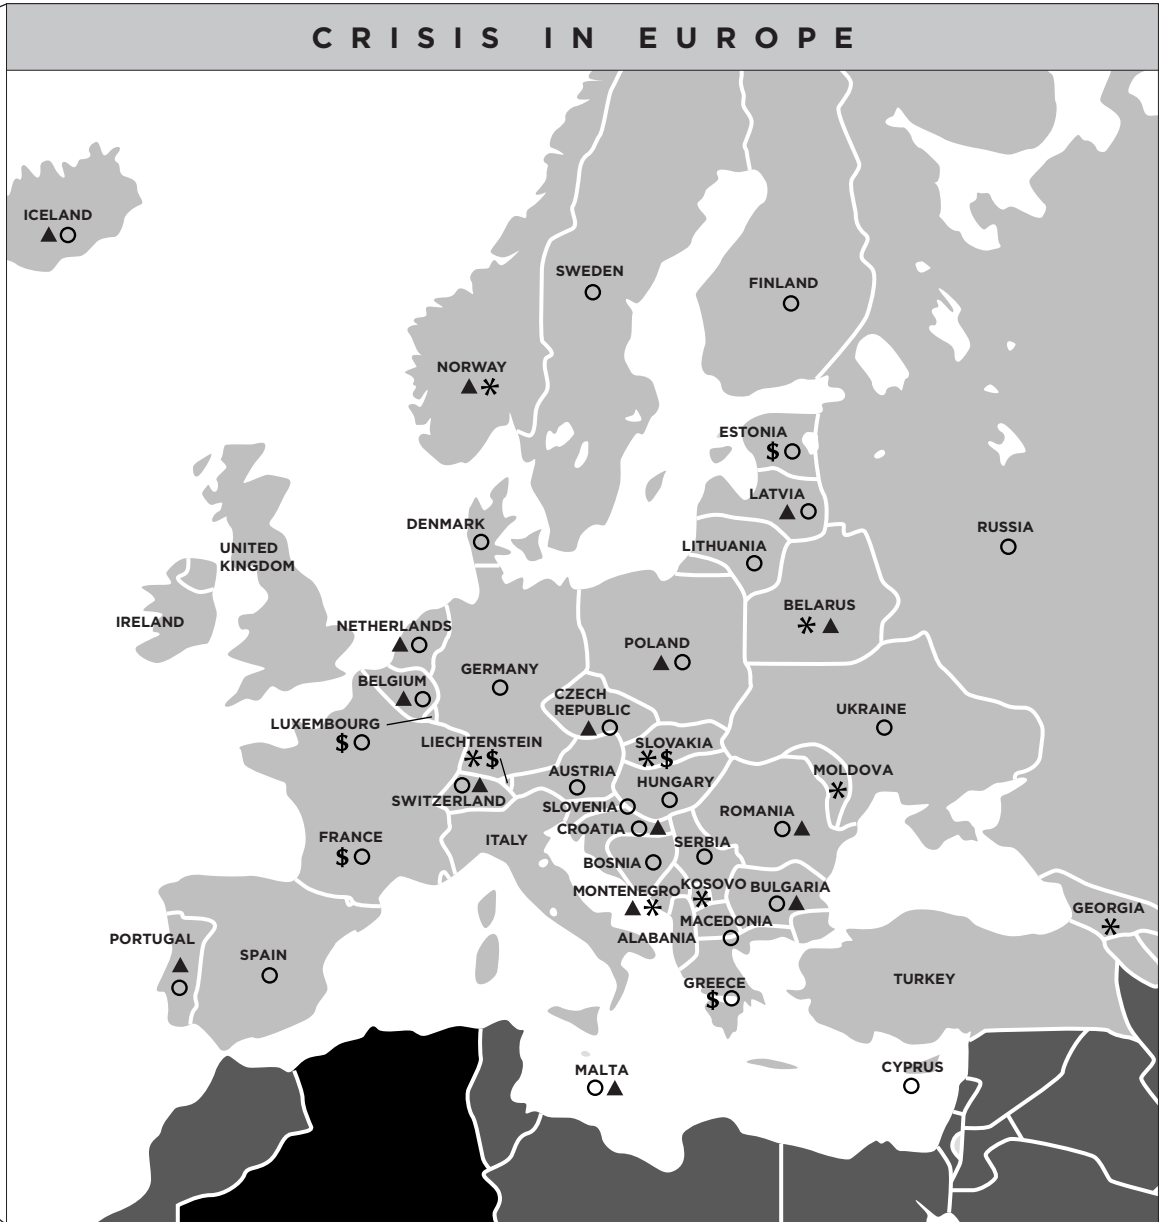 CRISIS IN EUROPE
ICELAND
SWEDEN
FINLAND
NORWAY
*
ESTONIA
$
LATVIA
DENMARK
RUSSIA
UNITED
KINGDOM
LITHUANIA
BELARUS
*
IRELAND
NETHERLANDS
POLAND
GERMANY
BELGIUM
CZECH
REPUBLIC
UKRAINE
LUXEMBOURG
$
LIECHTENSTEIN
* $
SLOVAKIA
* $
AUSTRIA
MOLDOVA
*
HUNGARY
SWITZERLAND
SLOVENIA
ROMANIA
CROATIA
FRANCE
$
ITALY
SERBIA
BOSNIA
MONTENEGRO
*
KOSOVO
*
BULGARIA
GEORGIA
*
MACEDONIA
ALABANIA
PORTUGAL
SPAIN
GREECE
$
TURKEY
MALTA
CYPRUS